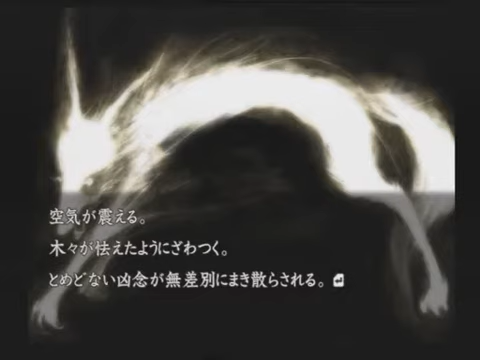 空気が震える。
木々が怯えたようにざわつく。
とめどない凶念が無差別にまき散らされる。